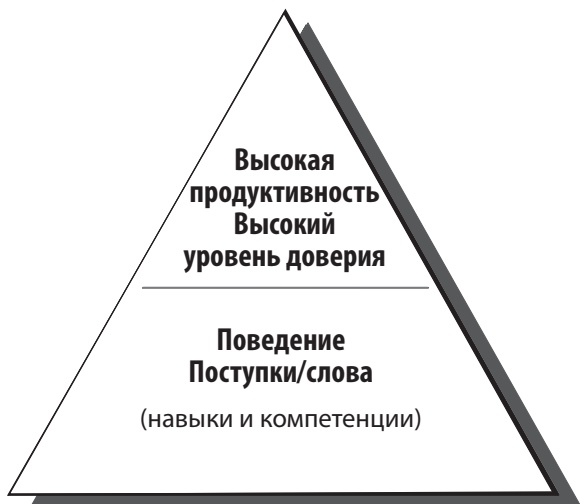 Высокая
продуктивность
Высокий
уровень доверия
Поведение
Поступки/слова
(навыки и компетенции)